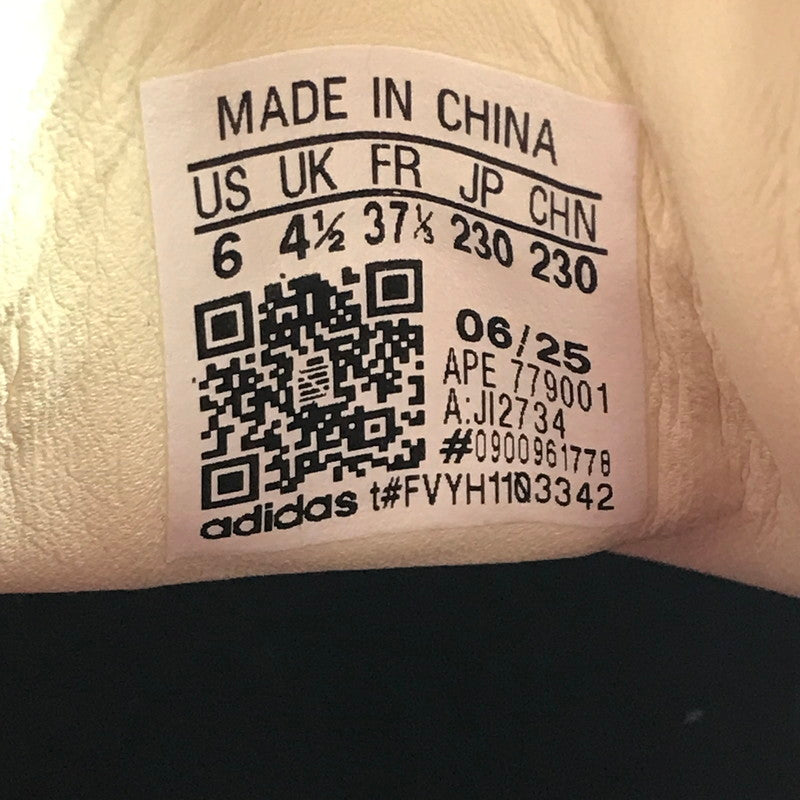 MADE IN CHINA
US UK FR JP CHN
6 4½ 37⅓ 230 230
06/25
APE 779001
A:JI2734
#0900961778
adidas t#FVYH1103342